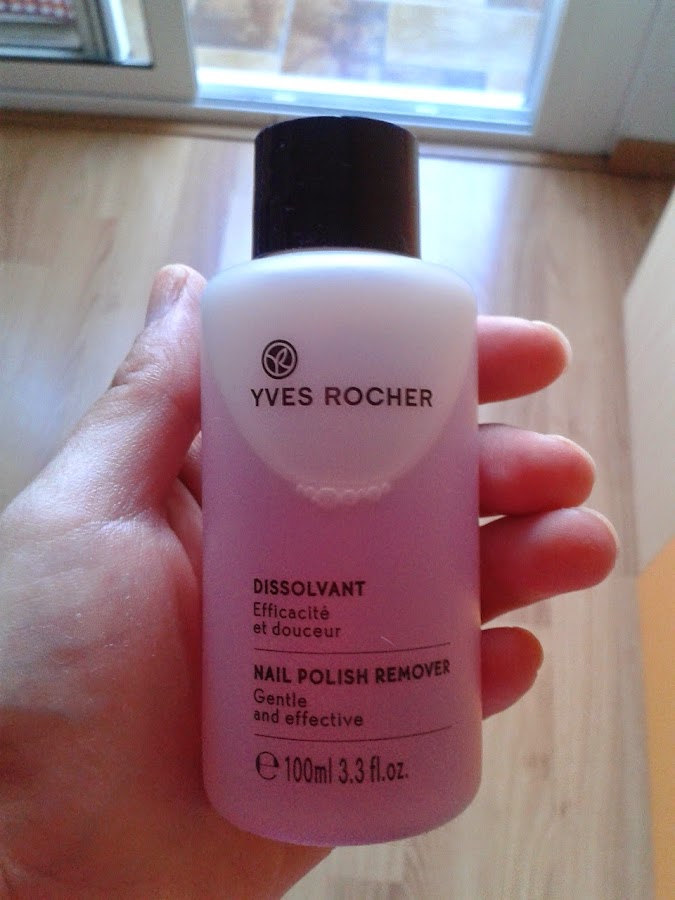 YVES ROCHER
DISSOLVANT
Efficacité
et douceur
NAIL POLISH REMOVER
Gentle
and effective
℮ 100ml 3.3 fl.oz.